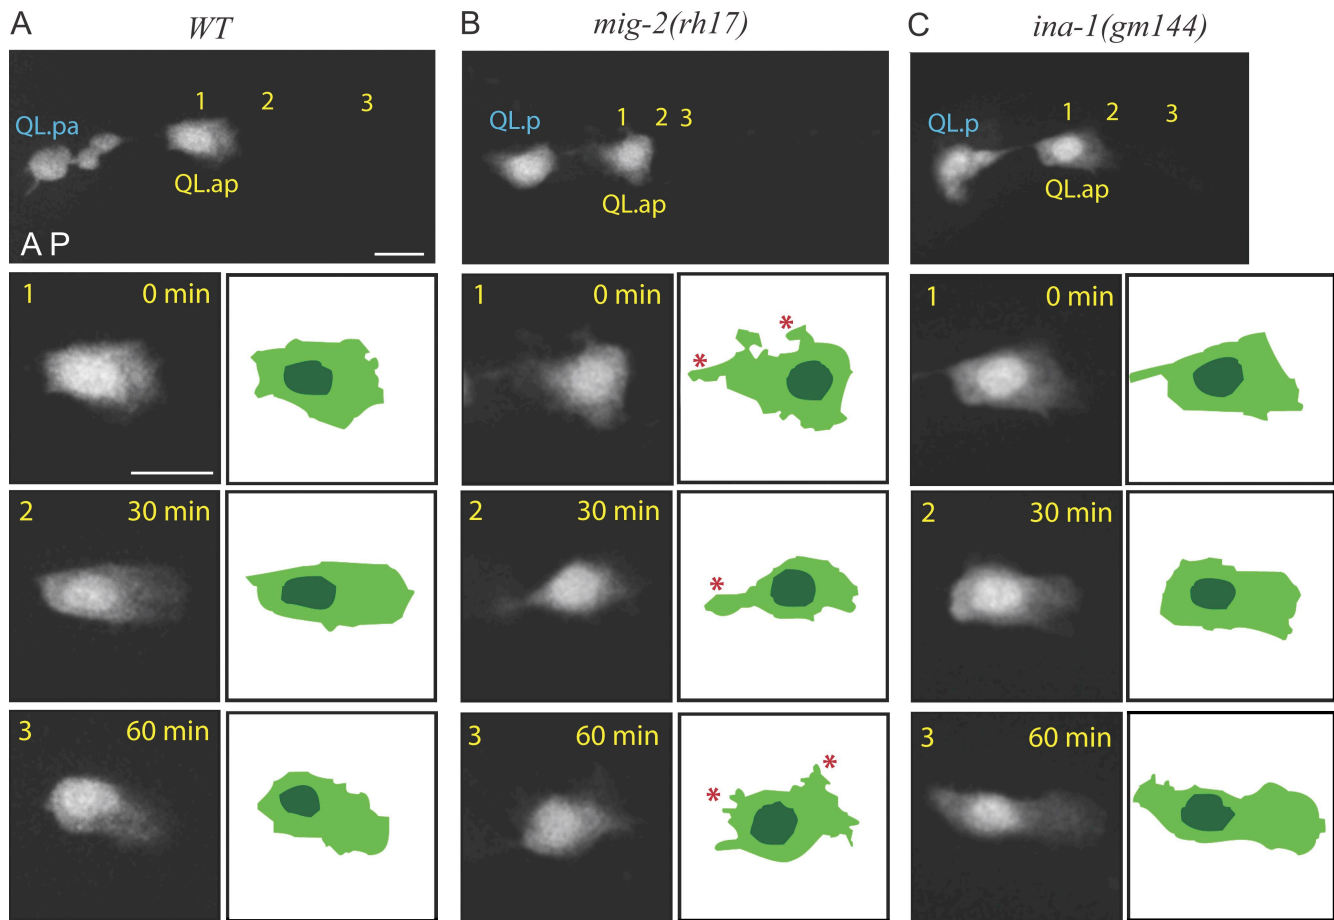 A WT
QL.pa 1 2 3
QL.ap
A P
1 0 min
2 30 min
3 60 min
B mig-2(rh17)
QL.p 1 2 3
QL.ap
1 0 min
* *
2 30 min
*
3 60 min
* *
C ina-1(gm144)
QL.p 1 2 3
QL.ap
1 0 min
2 30 min
3 60 min